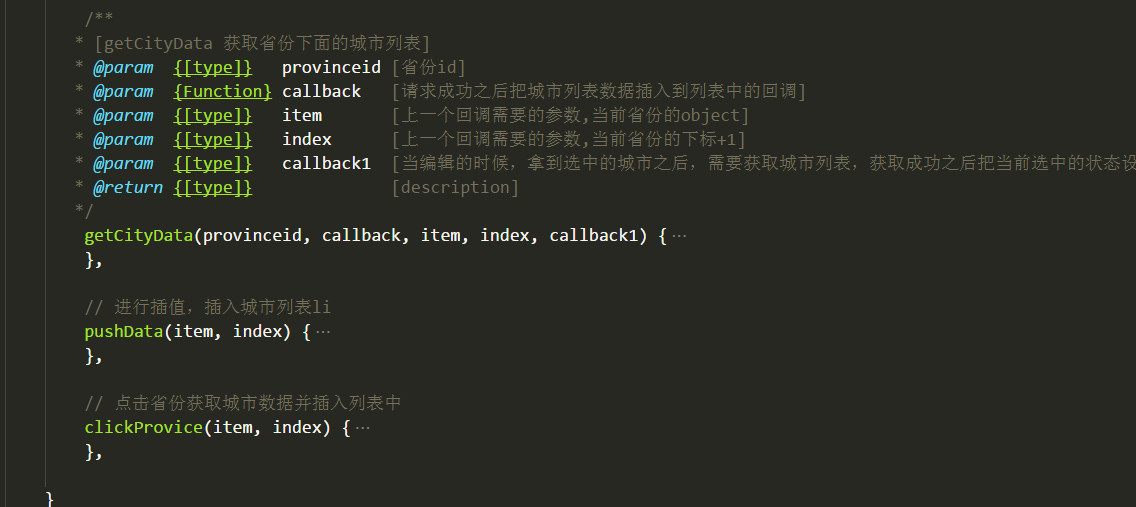 /**
* [getCityData 获取省份下面的城市列表]
* @param {[type]} provinceid [省份id]
* @param {Function} callback [请求成功之后把城市列表数据插入到列表中的回调]
* @param {[type]} item [上一个回调需要的参数,当前省份的object]
* @param {[type]} index [上一个回调需要的参数,当前省份的下标+1]
* @param {[type]} callback1 [当编辑的时候，拿到选中的城市之后，需要获取城市列表，获取成功之后把当前选中的状态设
* @return {[type]} [description]
*/
getCityData(provinceid, callback, item, index, callback1) {···
},
// 进行插值，插入城市列表li
pushData(item, index) {···
},
// 点击省份获取城市数据并插入列表中
clickProvice(item, index) {···
},
}